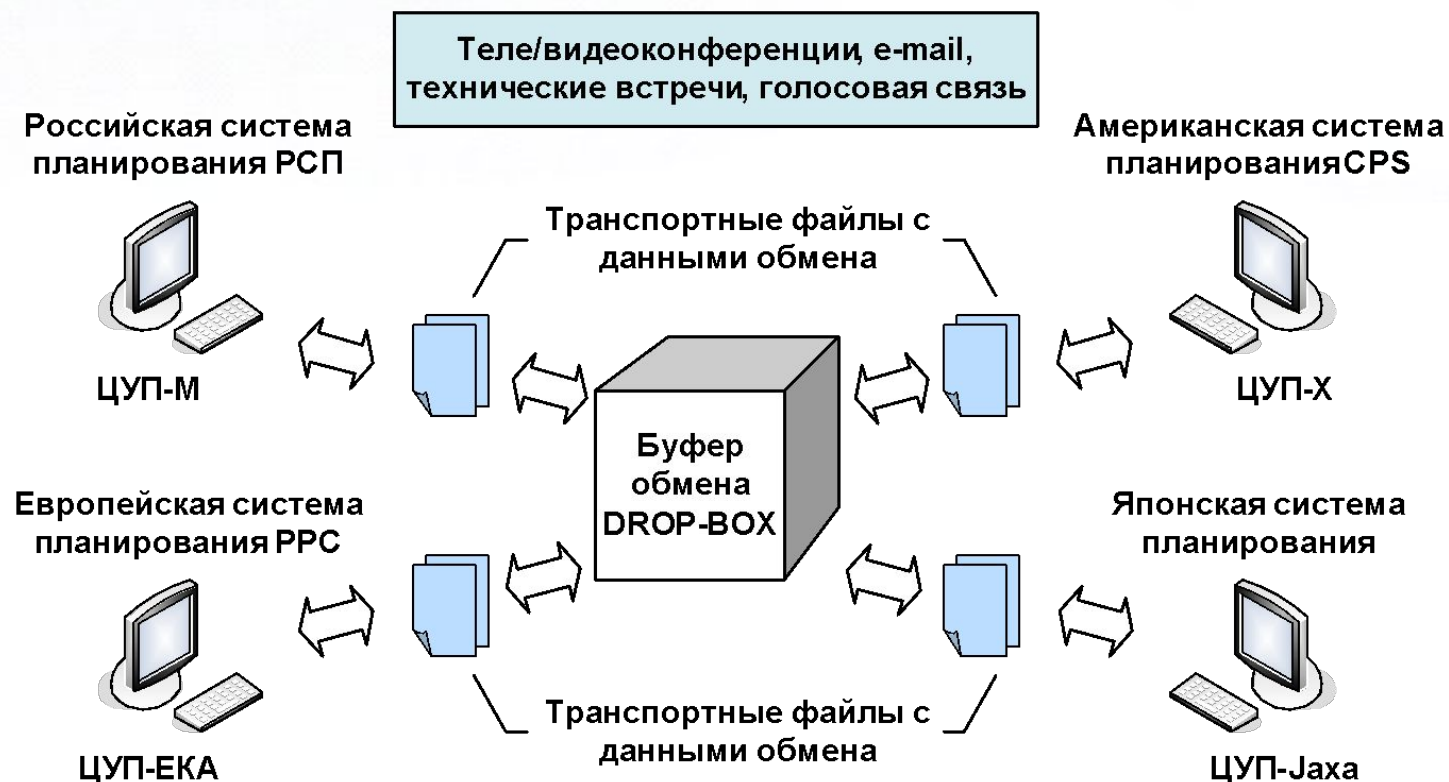 Теле/видеоконференции, e-mail,
технические встречи, голосовая связь
Российская система
планирования РСП
Американская система
планированияCPS
Транспортные файлы с
данными обмена
ЦУП-М
ЦУП-Х
Буфер
обмена
DROP-BOX
Европейская система
планирования PPC
Японская система
планирования
Транспортные файлы с
данными обмена
ЦУП-ЕКА
ЦУП-Jaxa